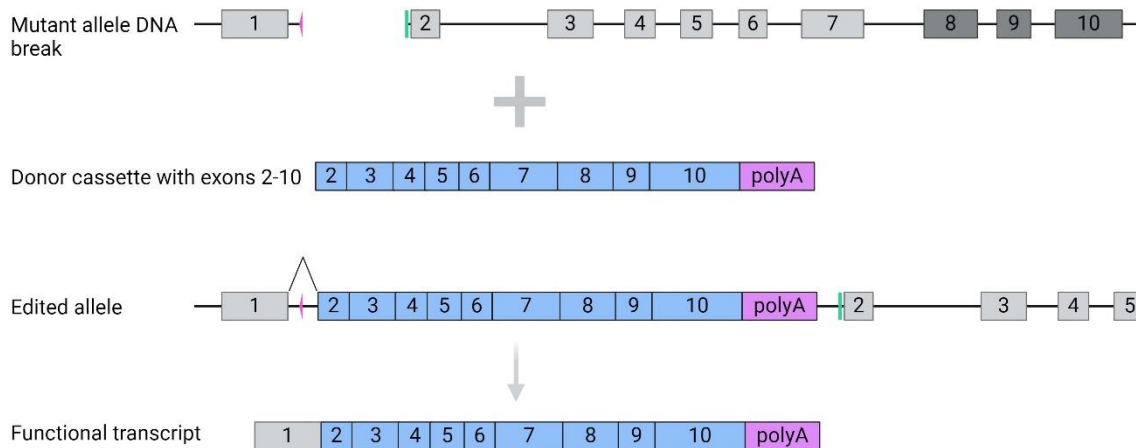 Mutant allele DNA
break
1 2 3 4 5 6 7 8 9 10
Donor cassette with exons 2-10 2 3 4 5 6 7 8 9 10 polyA
Edited allele 1 2 3 4 5 6 7 8 9 10 polyA 2 3 4 5
Functional transcript 1 2 3 4 5 6 7 8 9 10 polyA